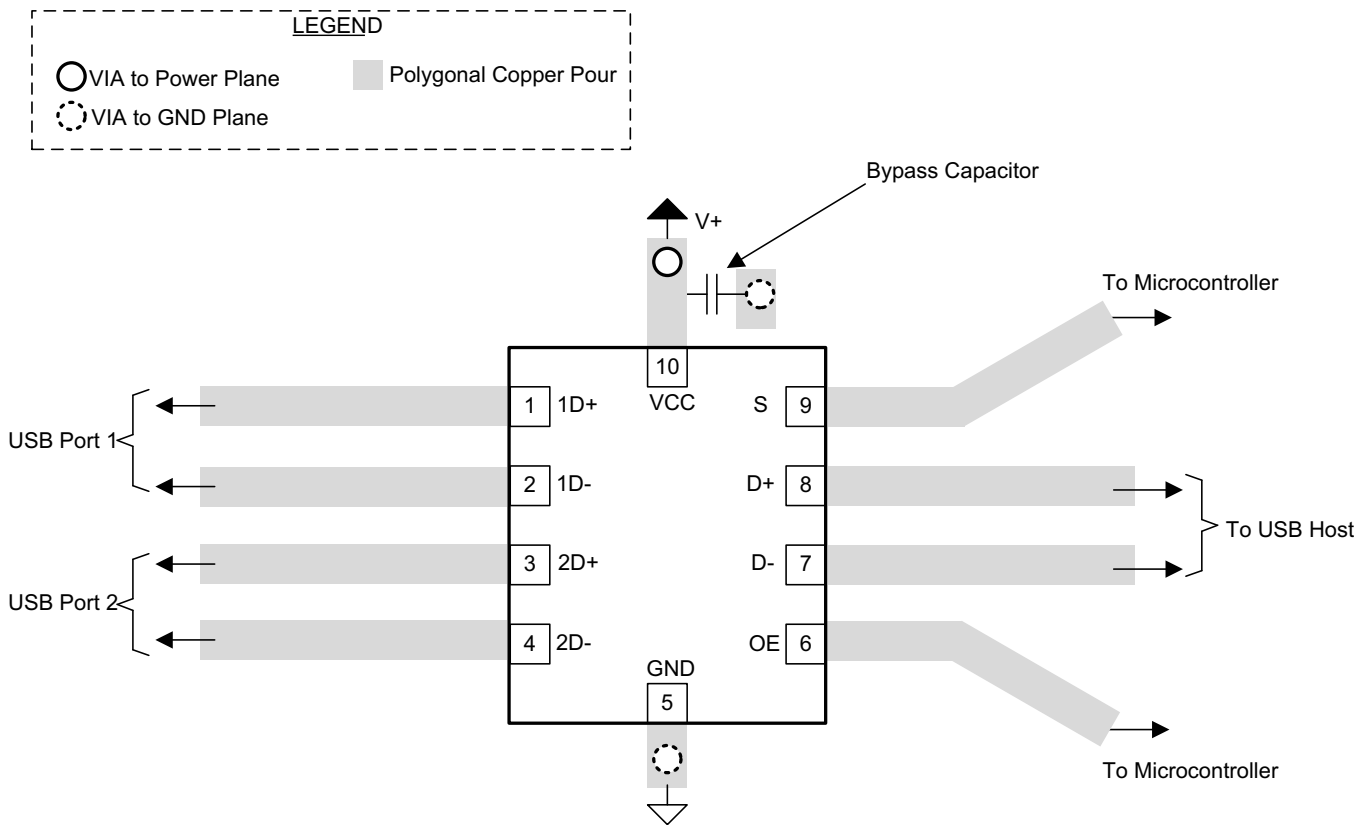 LEGEND
VIA to Power Plane
Polygonal Copper Pour
VIA to GND Plane
Bypass Capacitor
V+
To Microcontroller
10
VCC
1 1D+
S 9
USB Port 1
2 1D-
D+ 8
To USB Host
3 2D+
D- 7
USB Port 2
4 2D-
OE 6
GND
5
To Microcontroller